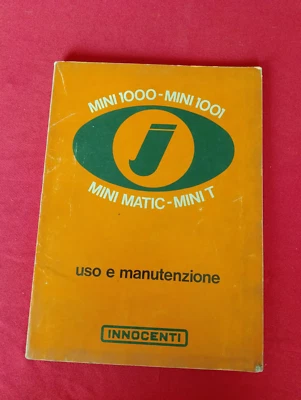 MINI 1000-MINI 1001
j
MINI MATIC-MINI T
uso e manutenzione
INNOCENTI